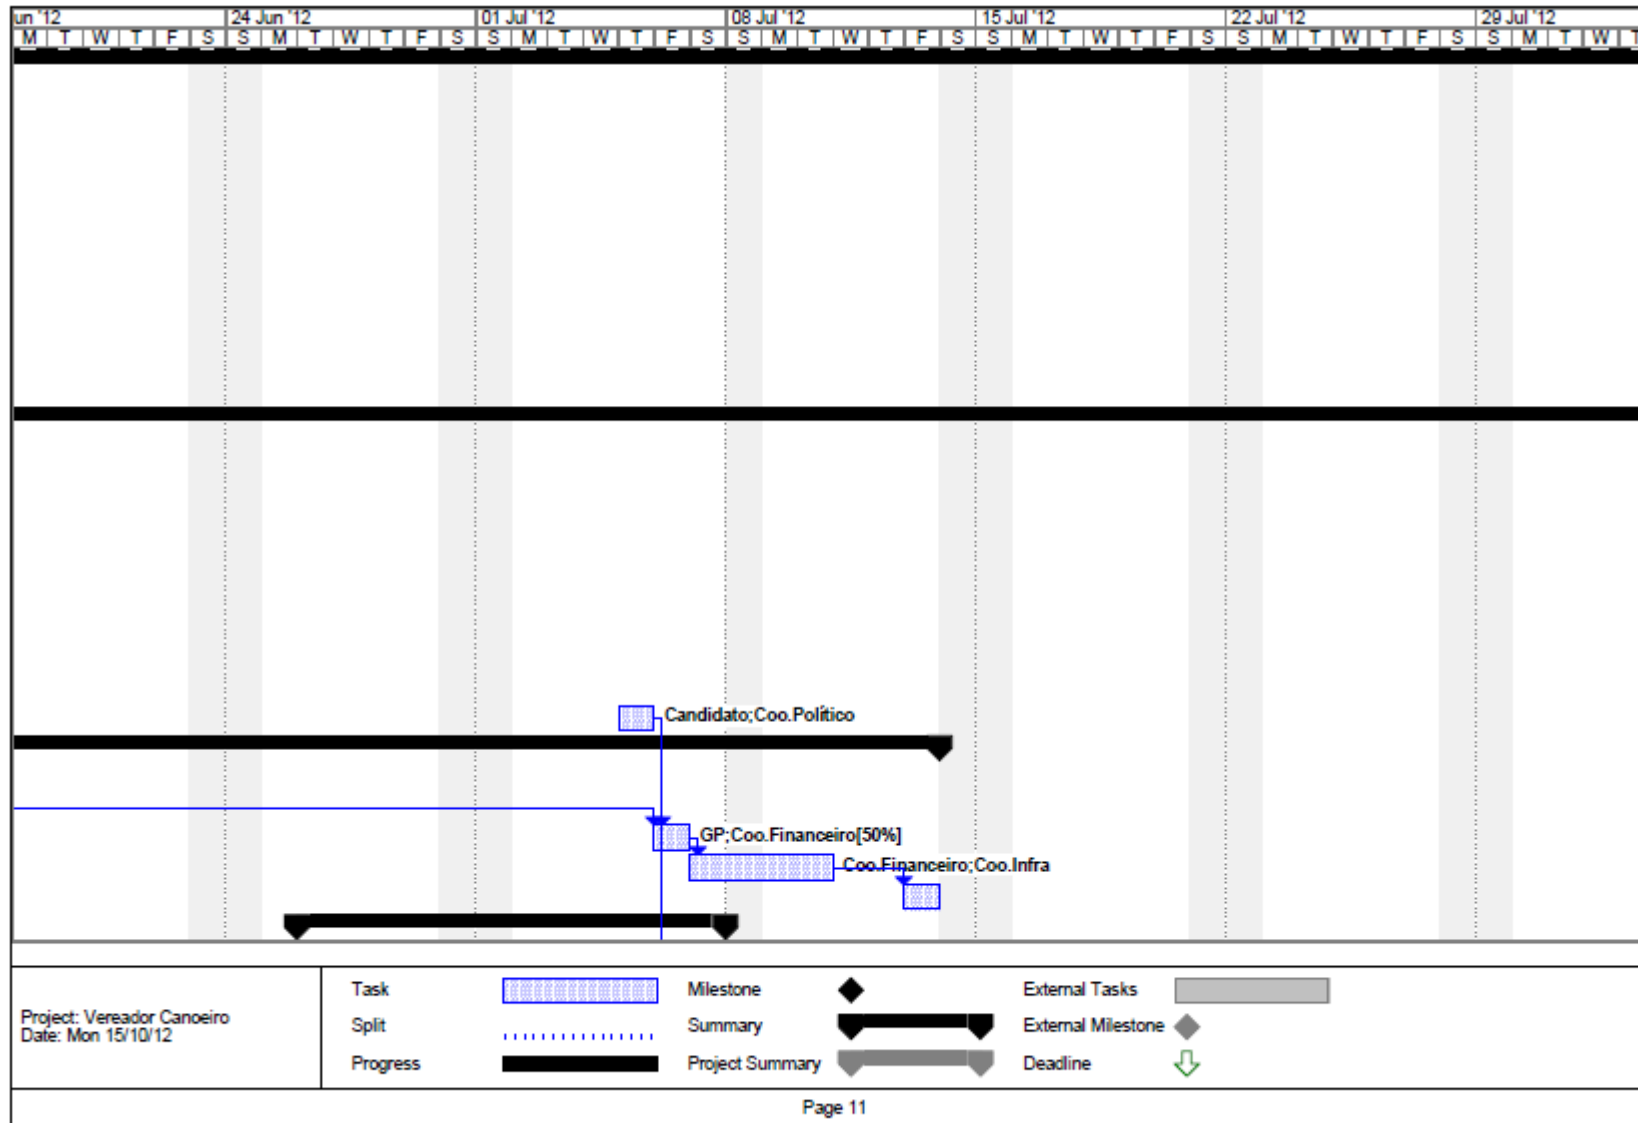 un '12 24 Jun '12 01 Jul '12 08 Jul '12 15 Jul '12 22 Jul '12 29 Jul '12
M T W T F S S M T W T F S S M T W T F S S M T W T F S S M T W T F S S M T W T F S S M T W T
Candidato;Coo.Político
GP;Coo.Financeiro[50%]
Coo.Financeiro;Coo.Infra
Project: Vereador Canoeiro
Date: Mon 15/10/12
Task
Split
Progress
Milestone
Summary
Project Summary
External Tasks
External Milestone
Deadline
Page 11